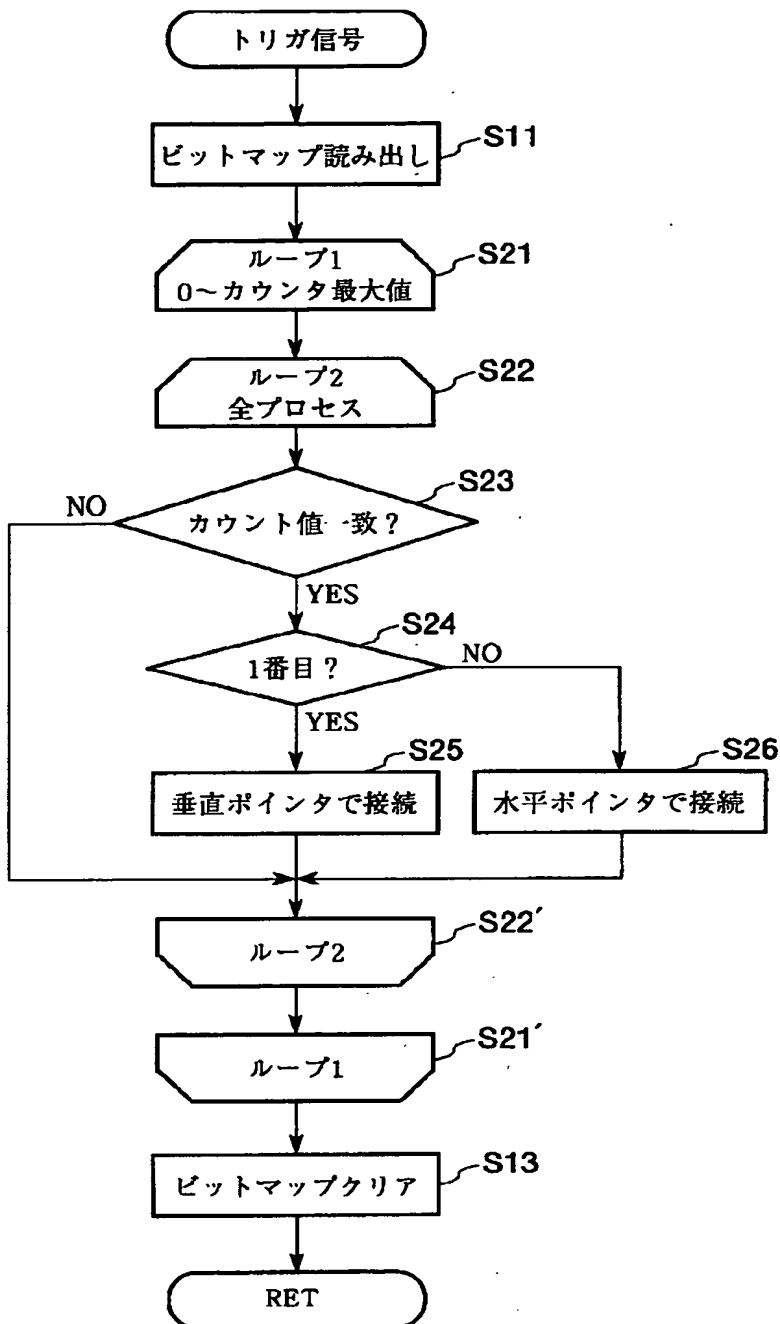 トリガ信号
ビットマップ読み出し
S11
ループ1
0～カウンタ最大値
S21
ループ2
全プロセス
S22
カウント値一致？
S23
NO
YES
1番目？
S24
NO
YES
垂直ポインタで接続
S25
水平ポインタで接続
S26
ループ2
S22′
ループ1
S21′
ビットマップクリア
S13
RET